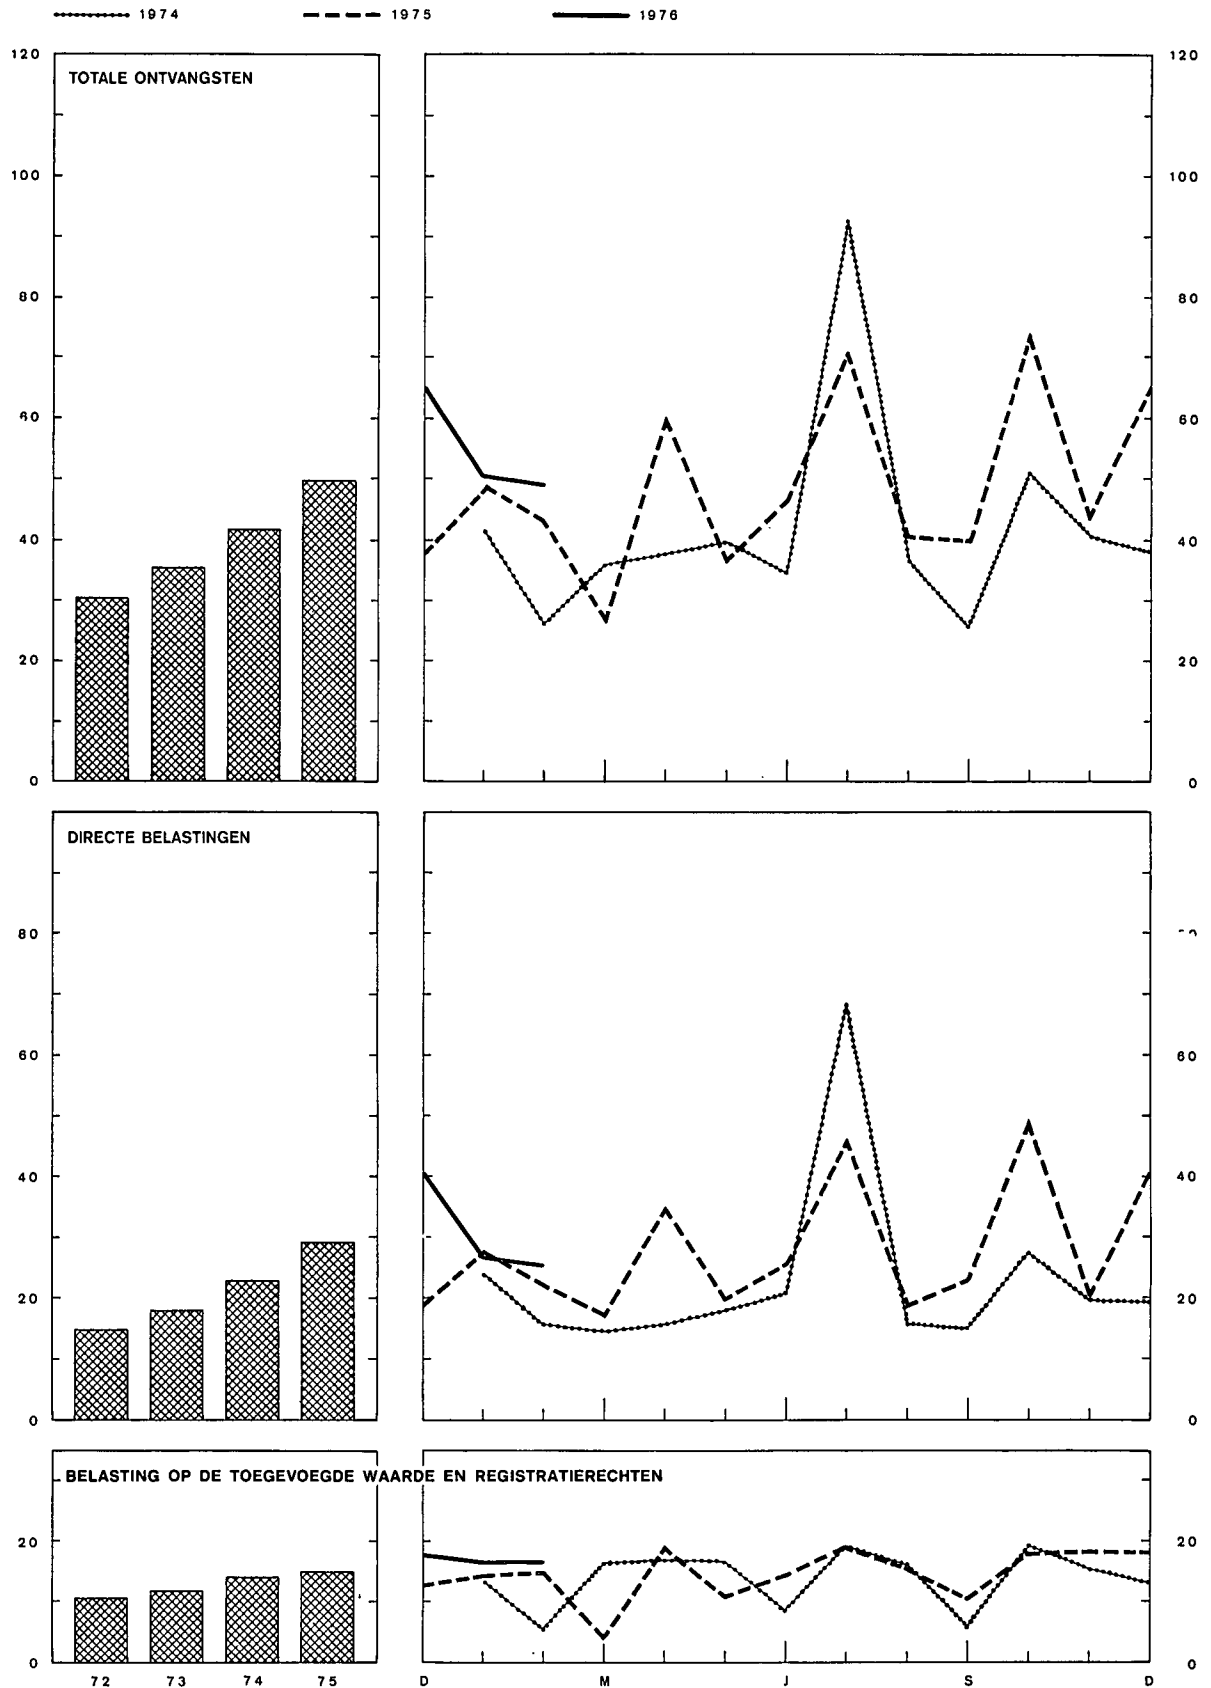 1974 1975 1976
120 120
TOTALE ONTVANGSTEN
100 100
80 80
60 60
40 40
20 20
0 0
DIRECTE BELASTINGEN
80
60 60
40 40
20 20
0 0
BELASTING OP DE TOEGEVOEGDE WAARDE EN REGISTRATIERECHTEN
20 20
0 0
72 73 74 75 D M J S D